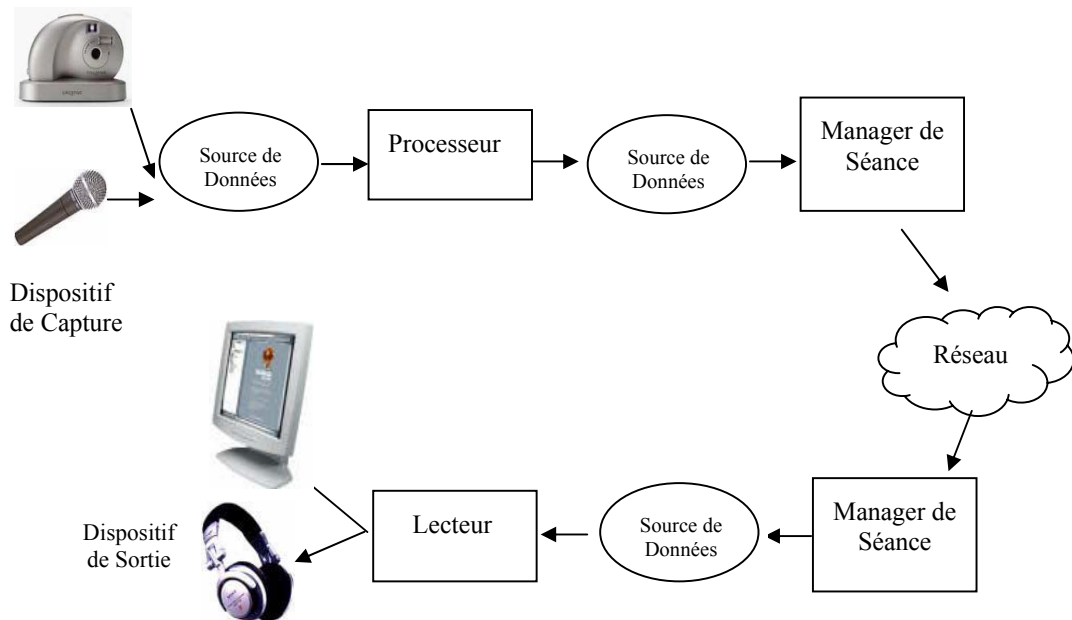 Source de
Données
Processeur
Source de
Données
Manager de
Séance
Dispositif
de Capture
Réseau
Dispositif
de Sortie
Lecteur
Source de
Données
Manager de
Séance